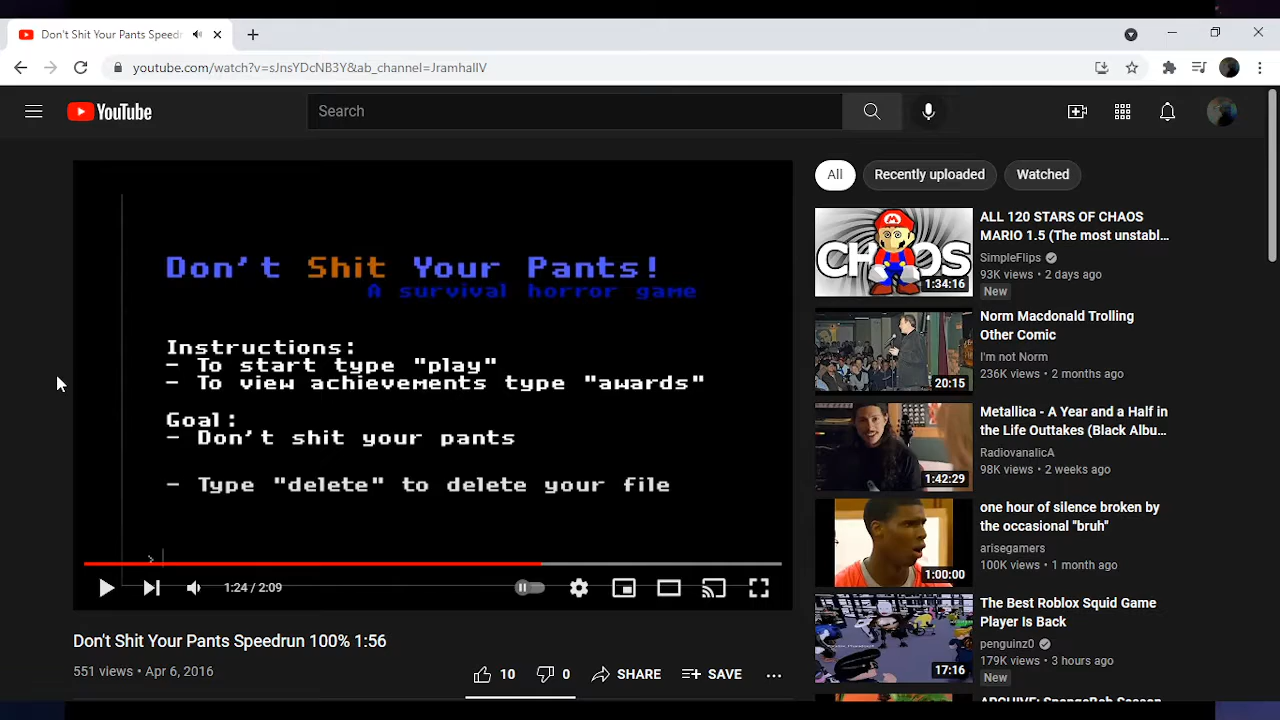 Don't Shit Your Pants Speedr
youtube.com/watch?v=sJnsYDcNB3Y&ab_channel=JramhallV
YouTube
Search
Don't Shit Your Pants!
A survival horror game
Instructions:
- To start type "play"
- To view achievements type "awards"
Goal:
- Don't shit your pants
- Type "delete" to delete your file
>
1:24 / 2:09
Don't Shit Your Pants Speedrun 100% 1:56
551 views • Apr 6, 2016
10
0
SHARE
SAVE
All
Recently uploaded
Watched
CHAOS
1:34:16
ALL 120 STARS OF CHAOS
MARIO 1.5 (The most unstabl...
SimpleFlips
93K views • 2 days ago
New
20:15
Norm Macdonald Trolling
Other Comic
I'm not Norm
236K views • 2 months ago
1:42:29
Metallica - A Year and a Half in
the Life Outtakes (Black Albu...
RadiovanalicA
98K views • 2 weeks ago
1:00:00
one hour of silence broken by
the occasional "bruh"
arisegamers
100K views • 1 month ago
17:16
The Best Roblox Squid Game
Player Is Back
penguinz0
179K views • 3 hours ago
New